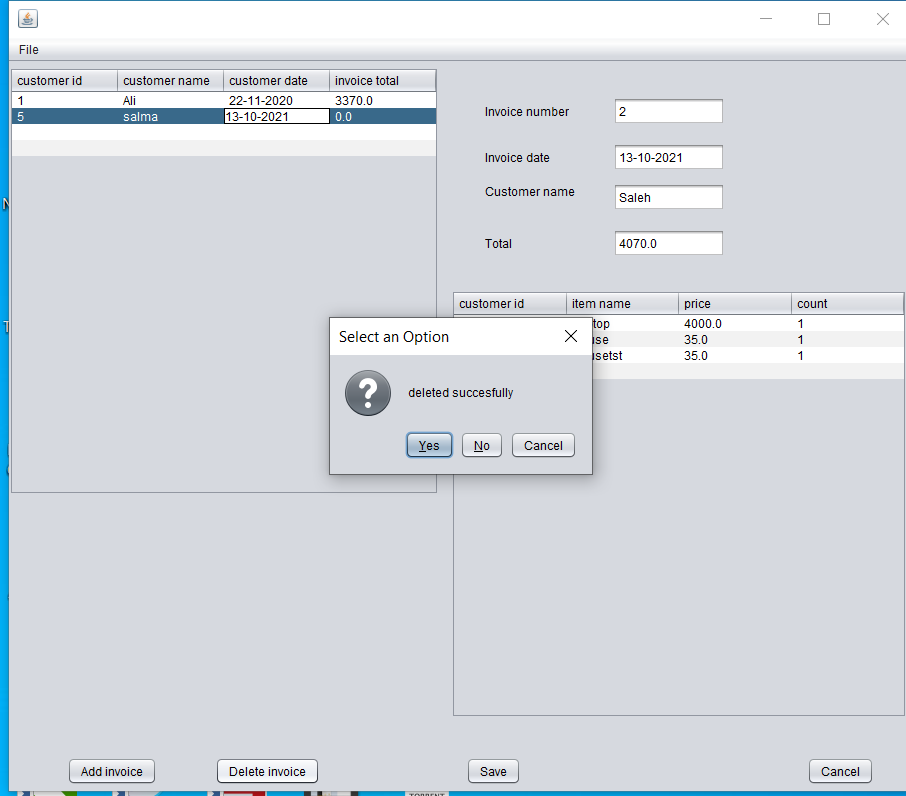 File
customer id customer name customer date invoice total
1 Ali 22-11-2020 3370.0
5 salma 13-10-2021 0.0
Invoice number 2
Invoice date 13-10-2021
Customer name Saleh
Total 4070.0
customer id item name price count
top 4000.0 1
use 35.0 1
usetst 35.0 1
Select an Option
deleted succesfully
Yes No Cancel
Add invoice Delete invoice Save Cancel